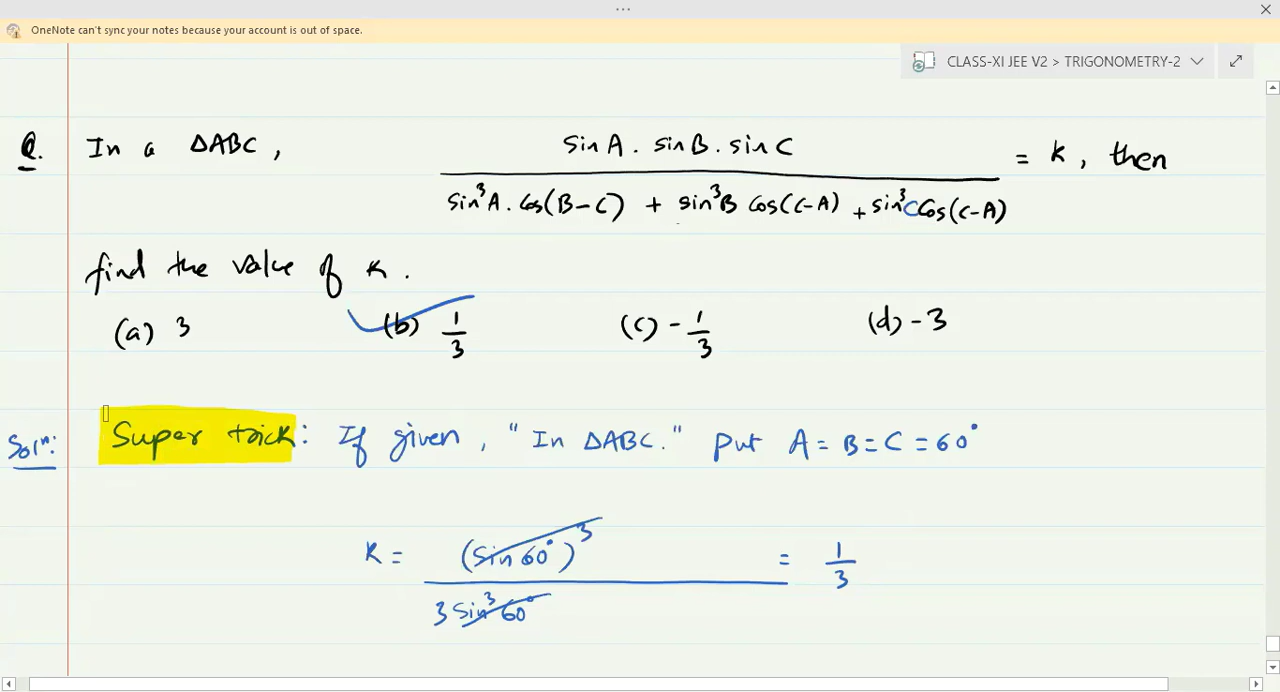 OneNote can't sync your notes because your account is out of space.
CLASS-XI JEE V2 > TRIGONOMETRY-2
Q. In a ΔABC, sin A . sin B . sin C / sin³A . Cos(B-C) + sin³B Cos(C-A) + sin³C Cos(C-A) = K, then
find the value of K.
(a) 3 (b) 1/3 (c) -1/3 (d) -3
Solⁿ: Super trick: If given, "In ΔABC." Put A = B = C = 60°
K = (Sin 60°)³ / 3 Sin³ 60° = 1/3